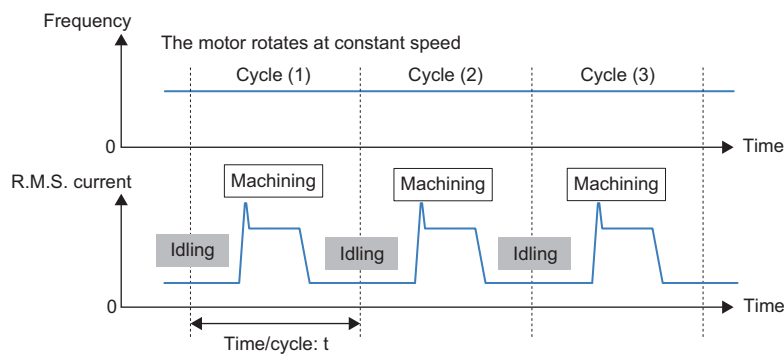 Frequency
The motor rotates at constant speed
Cycle (1) Cycle (2) Cycle (3)
0
Time
Machining Machining Machining
R.M.S. current
Idling Idling Idling
0
Time
Time/cycle: t